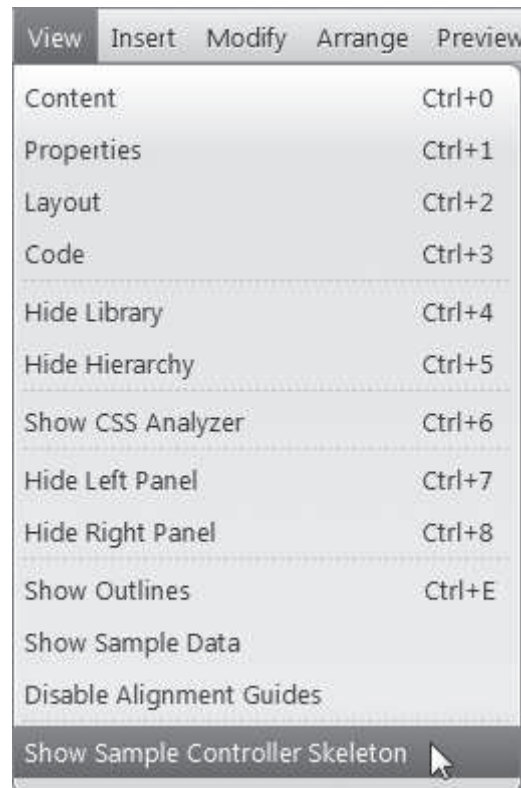 View Insert Modify Arrange Preview
Content Ctrl+0
Properties Ctrl+1
Layout Ctrl+2
Code Ctrl+3
Hide Library Ctrl+4
Hide Hierarchy Ctrl+5
Show CSS Analyzer Ctrl+6
Hide Left Panel Ctrl+7
Hide Right Panel Ctrl+8
Show Outlines Ctrl+E
Show Sample Data
Disable Alignment Guides
Show Sample Controller Skeleton